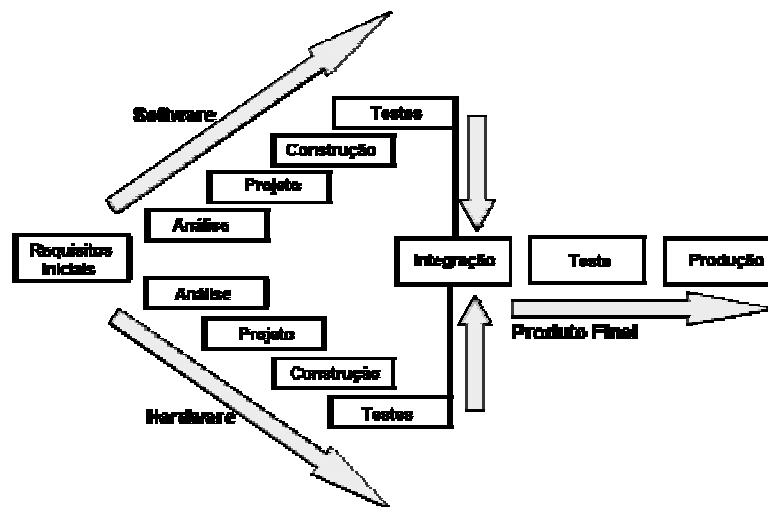 Software
Testes
Construção
Projeto
Análise
Requisitos
Iniciais
Análise
Projeto
Construção
Testes
Hardware
Integração
Teste
Produção
Produto Final